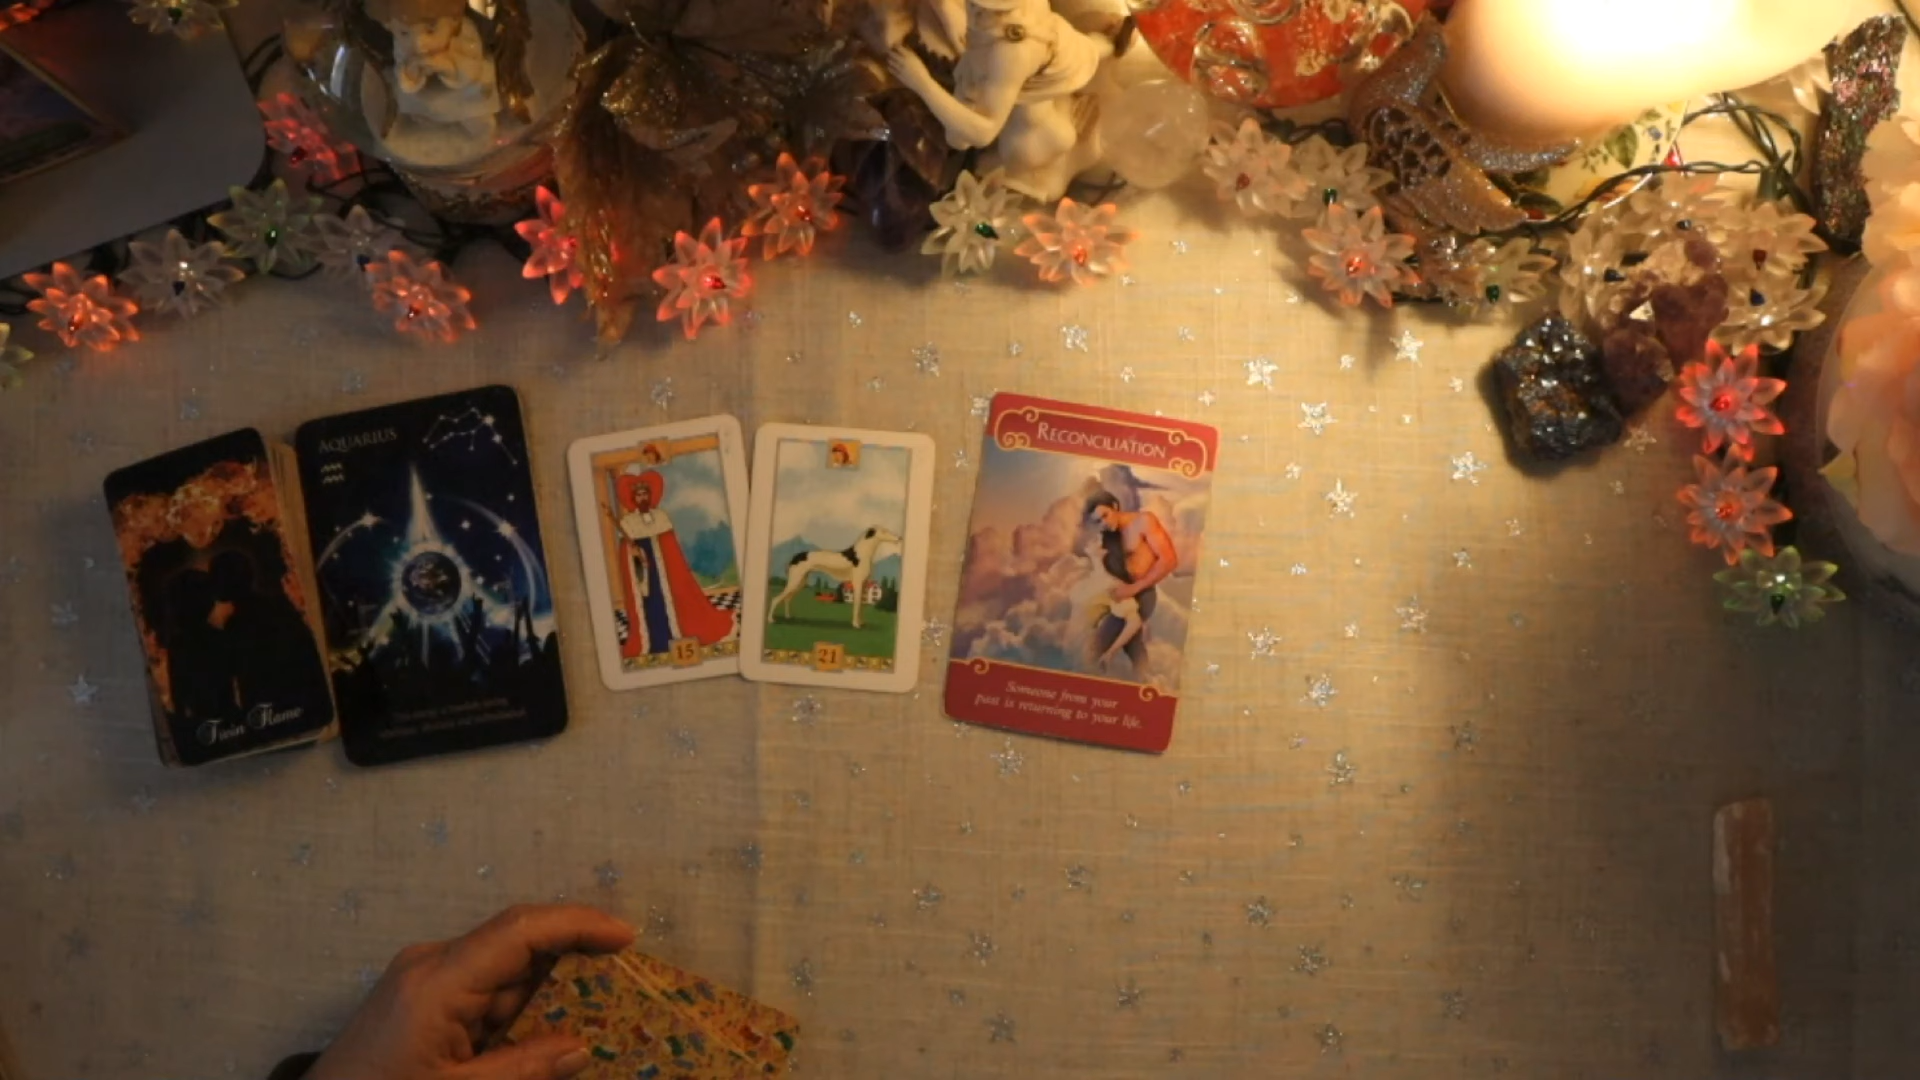 Twin Flame
AQUARIUS
15
21
RECONCILIATION
Someone from your
past is returning to your life.